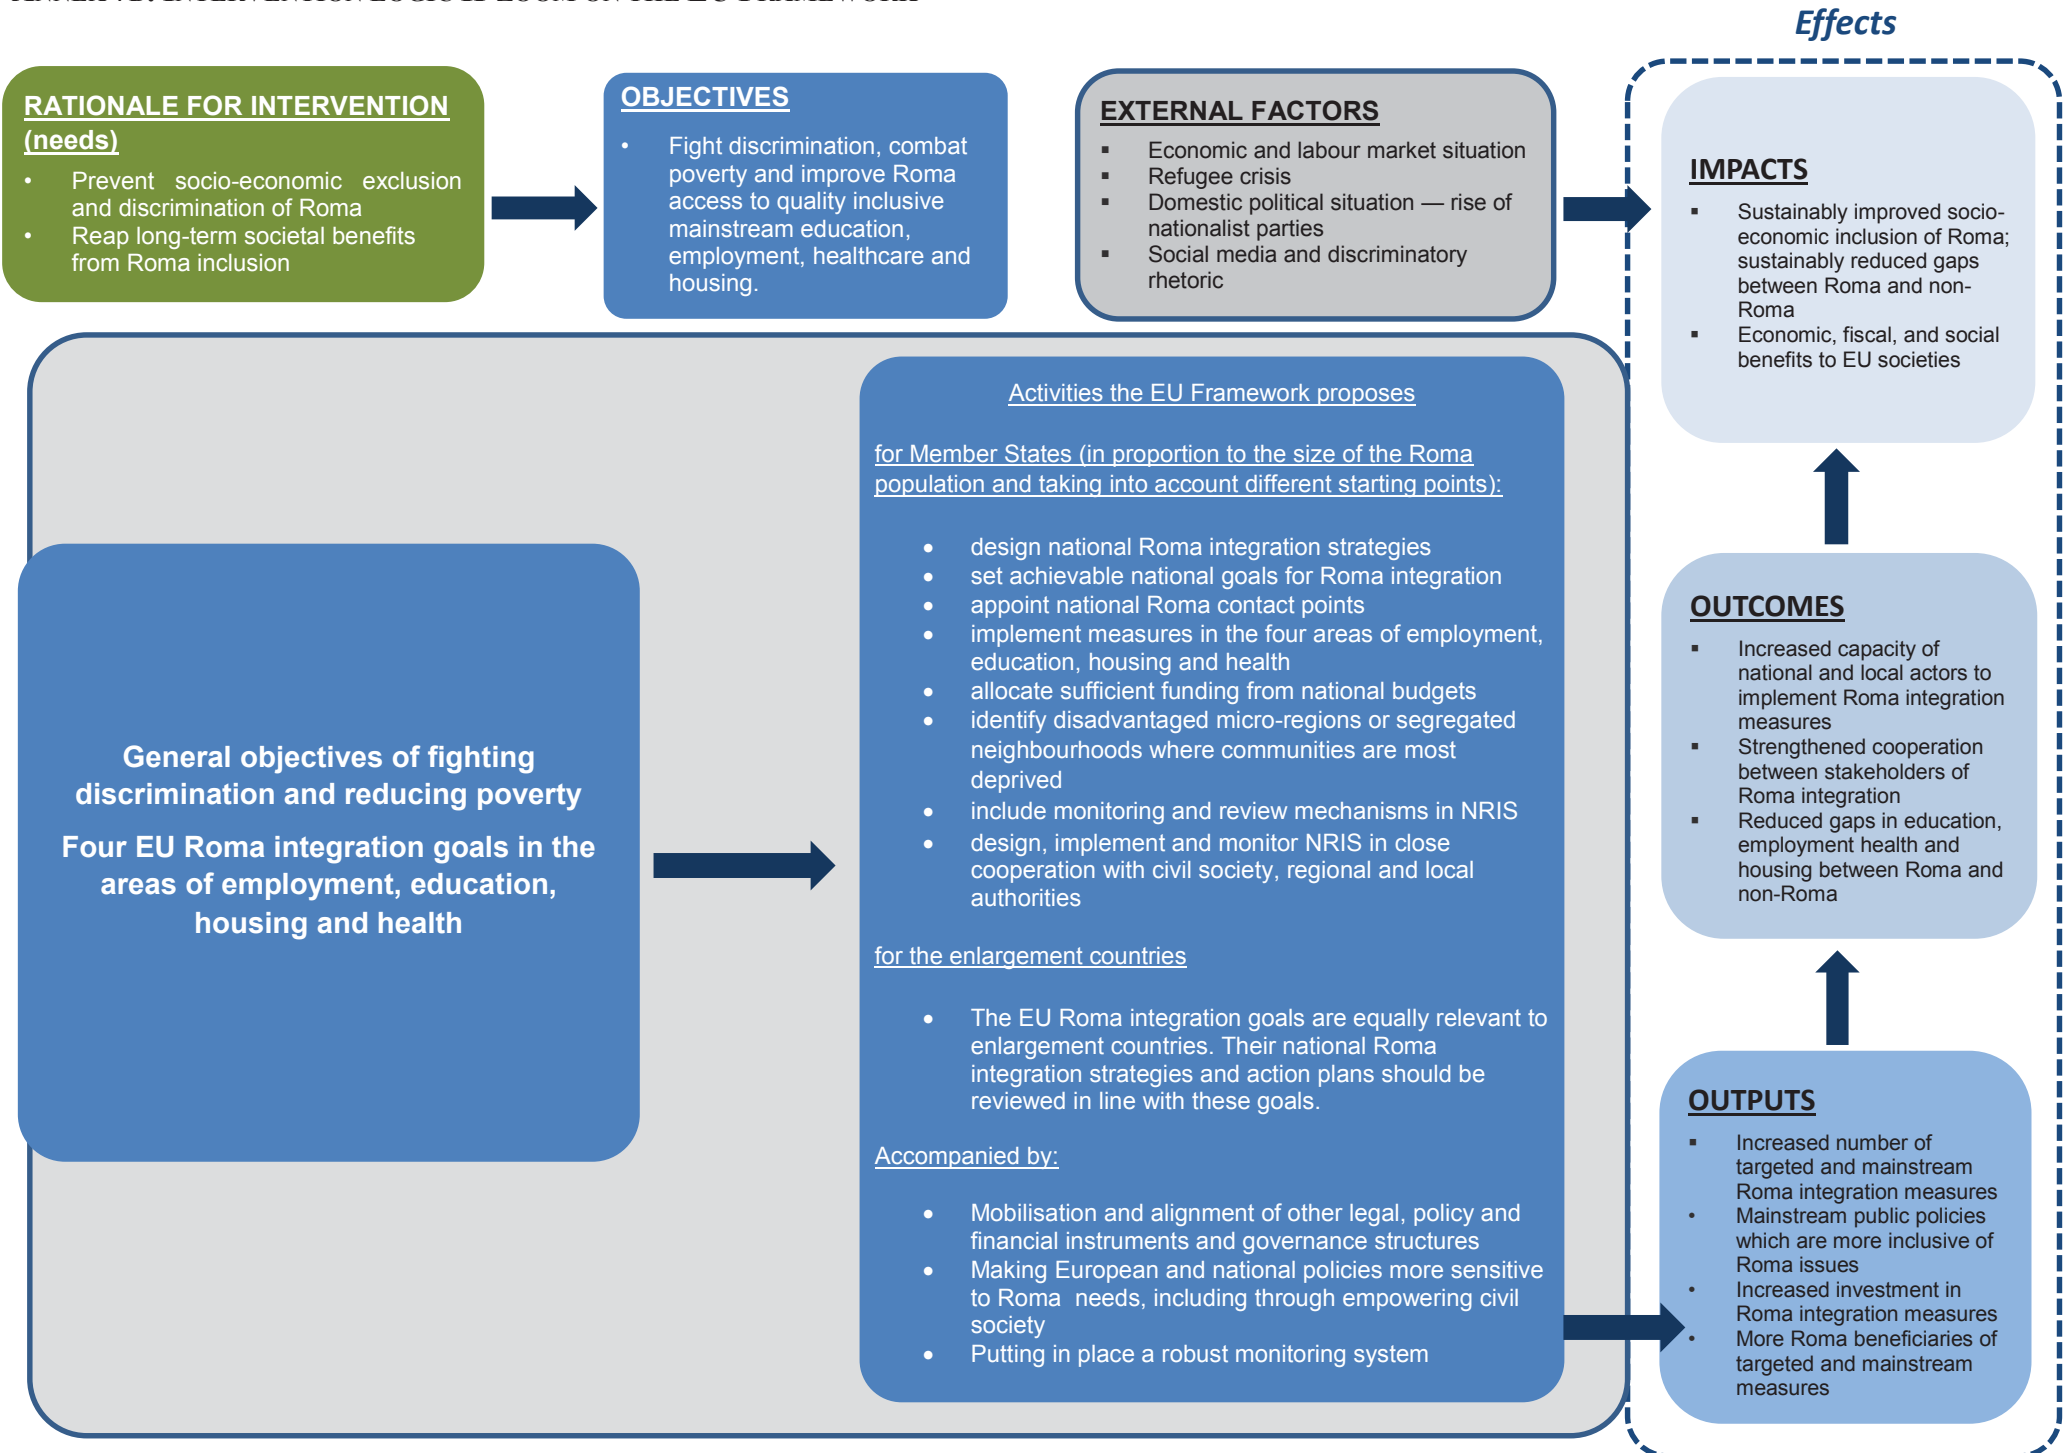 Effects
RATIONALE FOR INTERVENTION
(needs)
• Prevent socio-economic exclusion
and discrimination of Roma
• Reap long-term societal benefits
from Roma inclusion
OBJECTIVES
• Fight discrimination, combat
poverty and improve Roma
access to quality inclusive
mainstream education,
employment, healthcare and
housing.
EXTERNAL FACTORS
▪ Economic and labour market situation
▪ Refugee crisis
▪ Domestic political situation — rise of
nationalist parties
▪ Social media and discriminatory
rhetoric
IMPACTS
▪ Sustainably improved socio-
economic inclusion of Roma;
sustainably reduced gaps
between Roma and non-
Roma
▪ Economic, fiscal, and social
benefits to EU societies
General objectives of fighting
discrimination and reducing poverty
Four EU Roma integration goals in the
areas of employment, education,
housing and health
Activities the EU Framework proposes
for Member States (in proportion to the size of the Roma
population and taking into account different starting points):
• design national Roma integration strategies
• set achievable national goals for Roma integration
• appoint national Roma contact points
• implement measures in the four areas of employment,
education, housing and health
• allocate sufficient funding from national budgets
• identify disadvantaged micro-regions or segregated
neighbourhoods where communities are most
deprived
• include monitoring and review mechanisms in NRIS
• design, implement and monitor NRIS in close
cooperation with civil society, regional and local
authorities
for the enlargement countries
• The EU Roma integration goals are equally relevant to
enlargement countries. Their national Roma
integration strategies and action plans should be
reviewed in line with these goals.
Accompanied by:
• Mobilisation and alignment of other legal, policy and
financial instruments and governance structures
• Making European and national policies more sensitive
to Roma needs, including through empowering civil
society
• Putting in place a robust monitoring system
OUTCOMES
▪ Increased capacity of
national and local actors to
implement Roma integration
measures
▪ Strengthened cooperation
between stakeholders of
Roma integration
▪ Reduced gaps in education,
employment health and
housing between Roma and
non-Roma
OUTPUTS
▪ Increased number of
targeted and mainstream
Roma integration measures
• Mainstream public policies
which are more inclusive of
Roma issues
• Increased investment in
Roma integration measures
• More Roma beneficiaries of
targeted and mainstream
measures